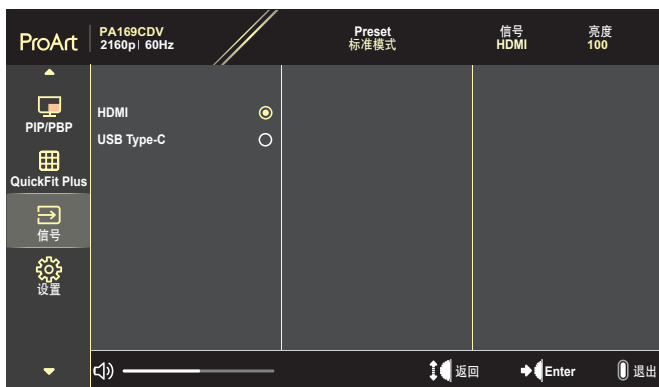 ProArt
PA169CDV
2160p| 60Hz
Preset
标准模式
信号
HDMI
亮度
100
PIP/PBP
QuickFit Plus
信号
设置
HDMI
USB Type-C
返回
Enter
退出